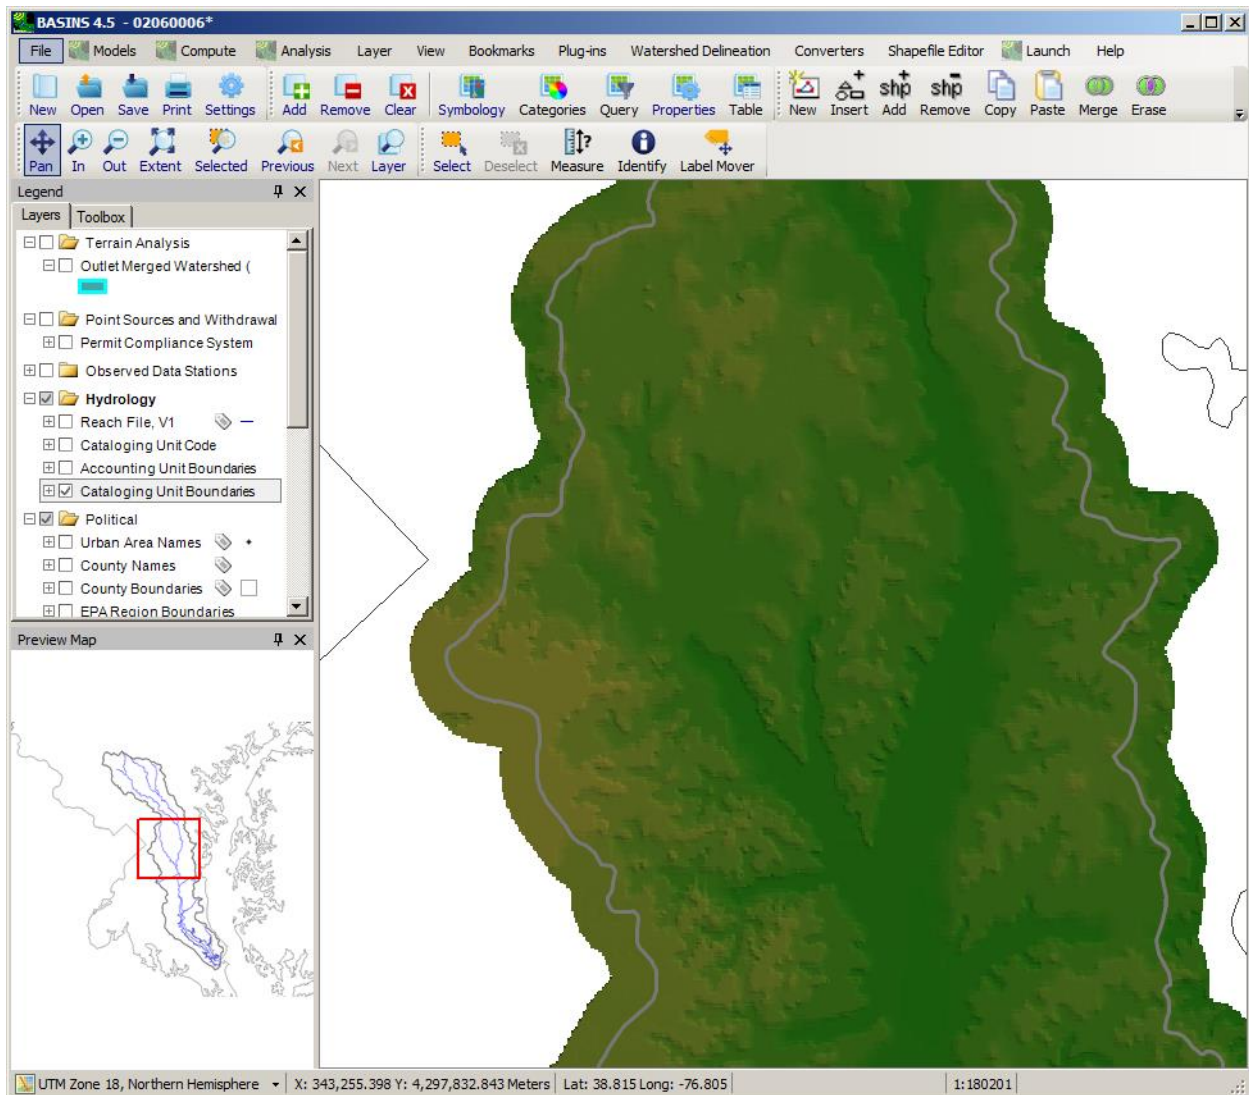 BASINS 4.5 - 02060006*
File Models Compute Analysis Layer View Bookmarks Plug-ins Watershed Delineation Converters Shapefile Editor Launch Help
New Open Save Print Settings Add Remove Clear Symbology Categories Query Properties Table New Insert Add Remove Copy Paste Merge Erase
shp shp
Pan In Out Extent Selected Previous Next Layer Select Deselect Measure Identify Label Mover
Legend
Layers Toolbox
Terrain Analysis
Outlet Merged Watershed (
Point Sources and Withdrawal
Permit Compliance System
Observed Data Stations
Hydrology
Reach File, V1
Cataloging Unit Code
Accounting Unit Boundaries
Cataloging Unit Boundaries
Political
Urban Area Names
County Names
County Boundaries
EPA Region Boundaries
Preview Map
UTM Zone 18, Northern Hemisphere X: 343,255.398 Y: 4,297,832.843 Meters Lat: 38.815 Long: -76.805 1:180201